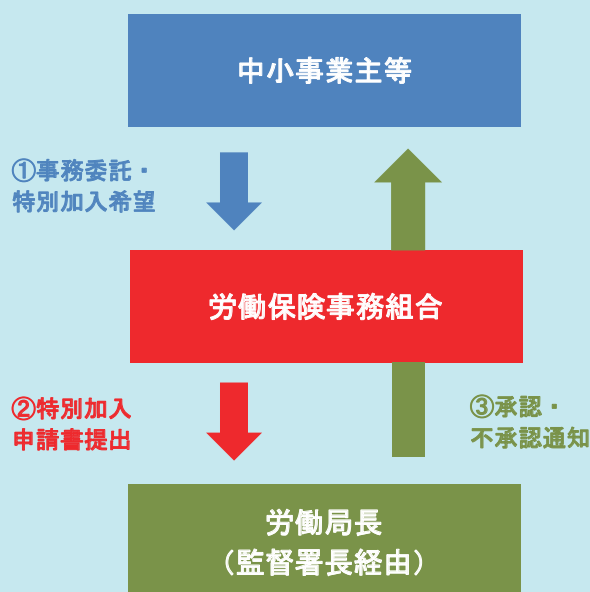 中小事業主等
①事務委託・
特別加入希望
労働保険事務組合
②特別加入
申請書提出
③承認・
不承認通知
労働局長
（監督署長経由）